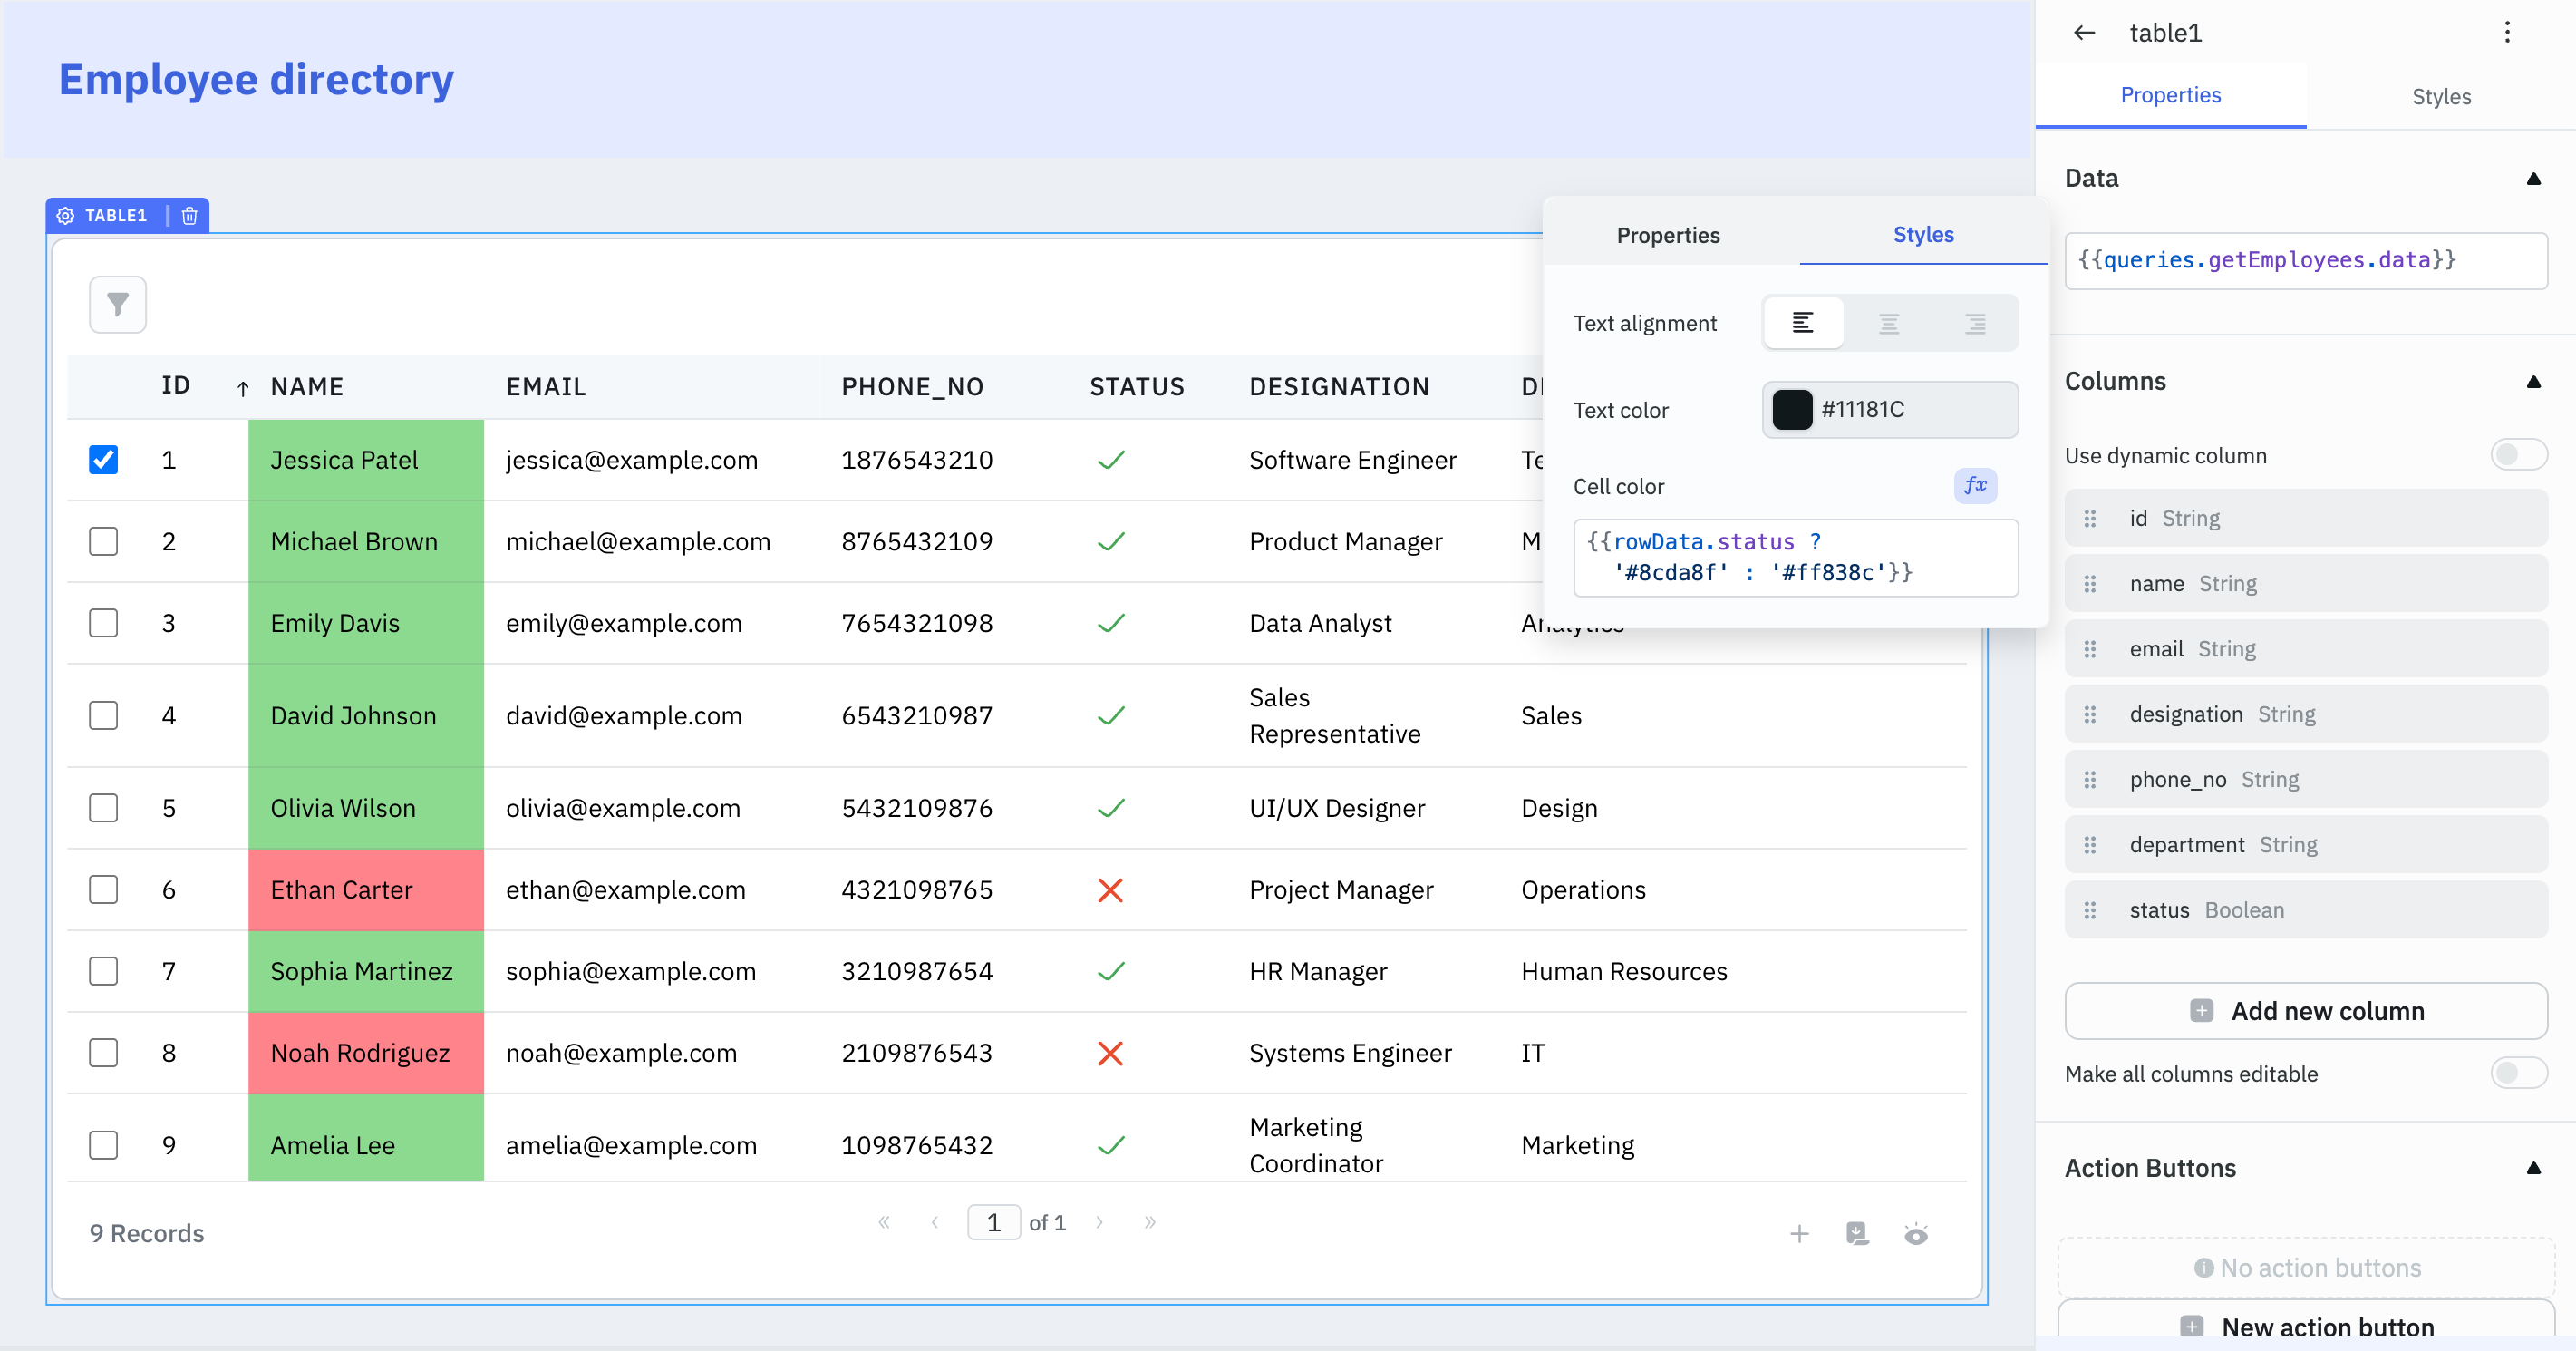 Employee directory
TABLE1
ID NAME EMAIL PHONE_NO STATUS DESIGNATION
1 Jessica Patel jessica@example.com 1876543210 Software Engineer
2 Michael Brown michael@example.com 8765432109 Product Manager
3 Emily Davis emily@example.com 7654321098 Data Analyst Analytics
4 David Johnson david@example.com 6543210987 Sales Representative Sales
5 Olivia Wilson olivia@example.com 5432109876 UI/UX Designer Design
6 Ethan Carter ethan@example.com 4321098765 Project Manager Operations
7 Sophia Martinez sophia@example.com 3210987654 HR Manager Human Resources
8 Noah Rodriguez noah@example.com 2109876543 Systems Engineer IT
9 Amelia Lee amelia@example.com 1098765432 Marketing Coordinator Marketing
9 Records
« ‹ 1 of 1 › »
Properties Styles
Text alignment
Text color #11181C
Cell color fx
{{rowData.status ?
'#8cda8f' : '#ff838c'}}
table1
Properties Styles
Data
{{queries.getEmployees.data}}
Columns
Use dynamic column
id String
name String
email String
designation String
phone_no String
department String
status Boolean
Add new column
Make all columns editable
Action Buttons
No action buttons
New action button